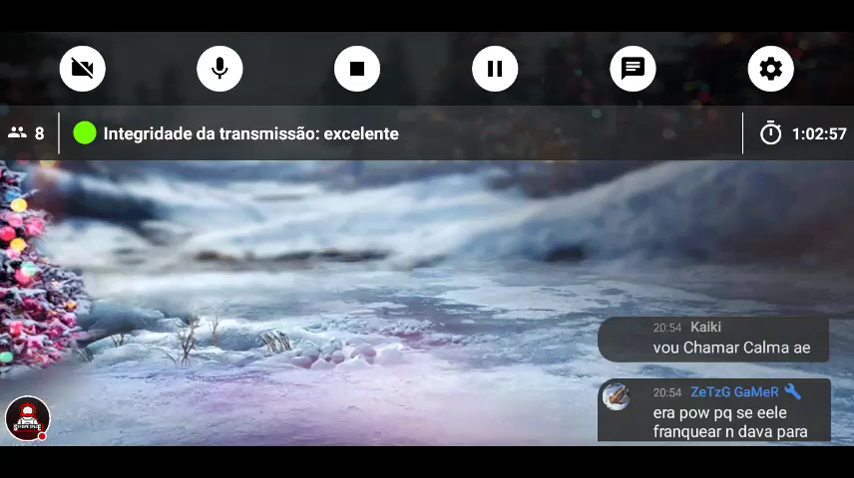 8
Integridade da transmissão: excelente
1:02:57
20:54 Kaiki
vou Chamar Calma ae
20:54 ZeTzG GaMeR
era pow pq se eele
franquear n dava para